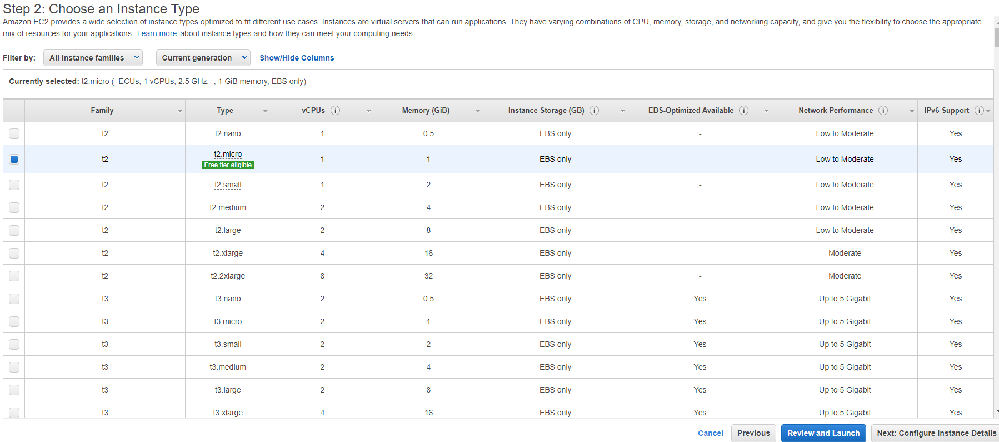 Step 2: Choose an Instance Type
Amazon EC2 provides a wide selection of instance types optimized to fit different use cases. Instances are virtual servers that can run applications. They have varying combinations of CPU, memory, storage, and networking capacity, and give you the flexibility to choose the appropriate
mix of resources for your applications. Learn more about instance types and how they can meet your computing needs.
Filter by: All instance families Current generation Show/Hide Columns
Currently selected: t2.micro (- ECUs, 1 vCPUs, 2.5 GHz, -, 1 GiB memory, EBS only)
Family Type vCPUs Memory (GiB) Instance Storage (GB) EBS-Optimized Available Network Performance IPv6 Support
t2 t2.nano 1 0.5 EBS only - Low to Moderate Yes
t2 t2.micro 1 1 EBS only - Low to Moderate Yes
Free tier eligible
t2 t2.small 1 2 EBS only - Low to Moderate Yes
t2 t2.medium 2 4 EBS only - Low to Moderate Yes
t2 t2.large 2 8 EBS only - Low to Moderate Yes
t2 t2.xlarge 4 16 EBS only - Moderate Yes
t2 t2.2xlarge 8 32 EBS only - Moderate Yes
t3 t3.nano 2 0.5 EBS only Yes Up to 5 Gigabit Yes
t3 t3.micro 2 1 EBS only Yes Up to 5 Gigabit Yes
t3 t3.small 2 2 EBS only Yes Up to 5 Gigabit Yes
t3 t3.medium 2 4 EBS only Yes Up to 5 Gigabit Yes
t3 t3.large 2 8 EBS only Yes Up to 5 Gigabit Yes
t3 t3.xlarge 4 16 EBS only Yes Up to 5 Gigabit Yes
Cancel Previous Review and Launch Next: Configure Instance Details